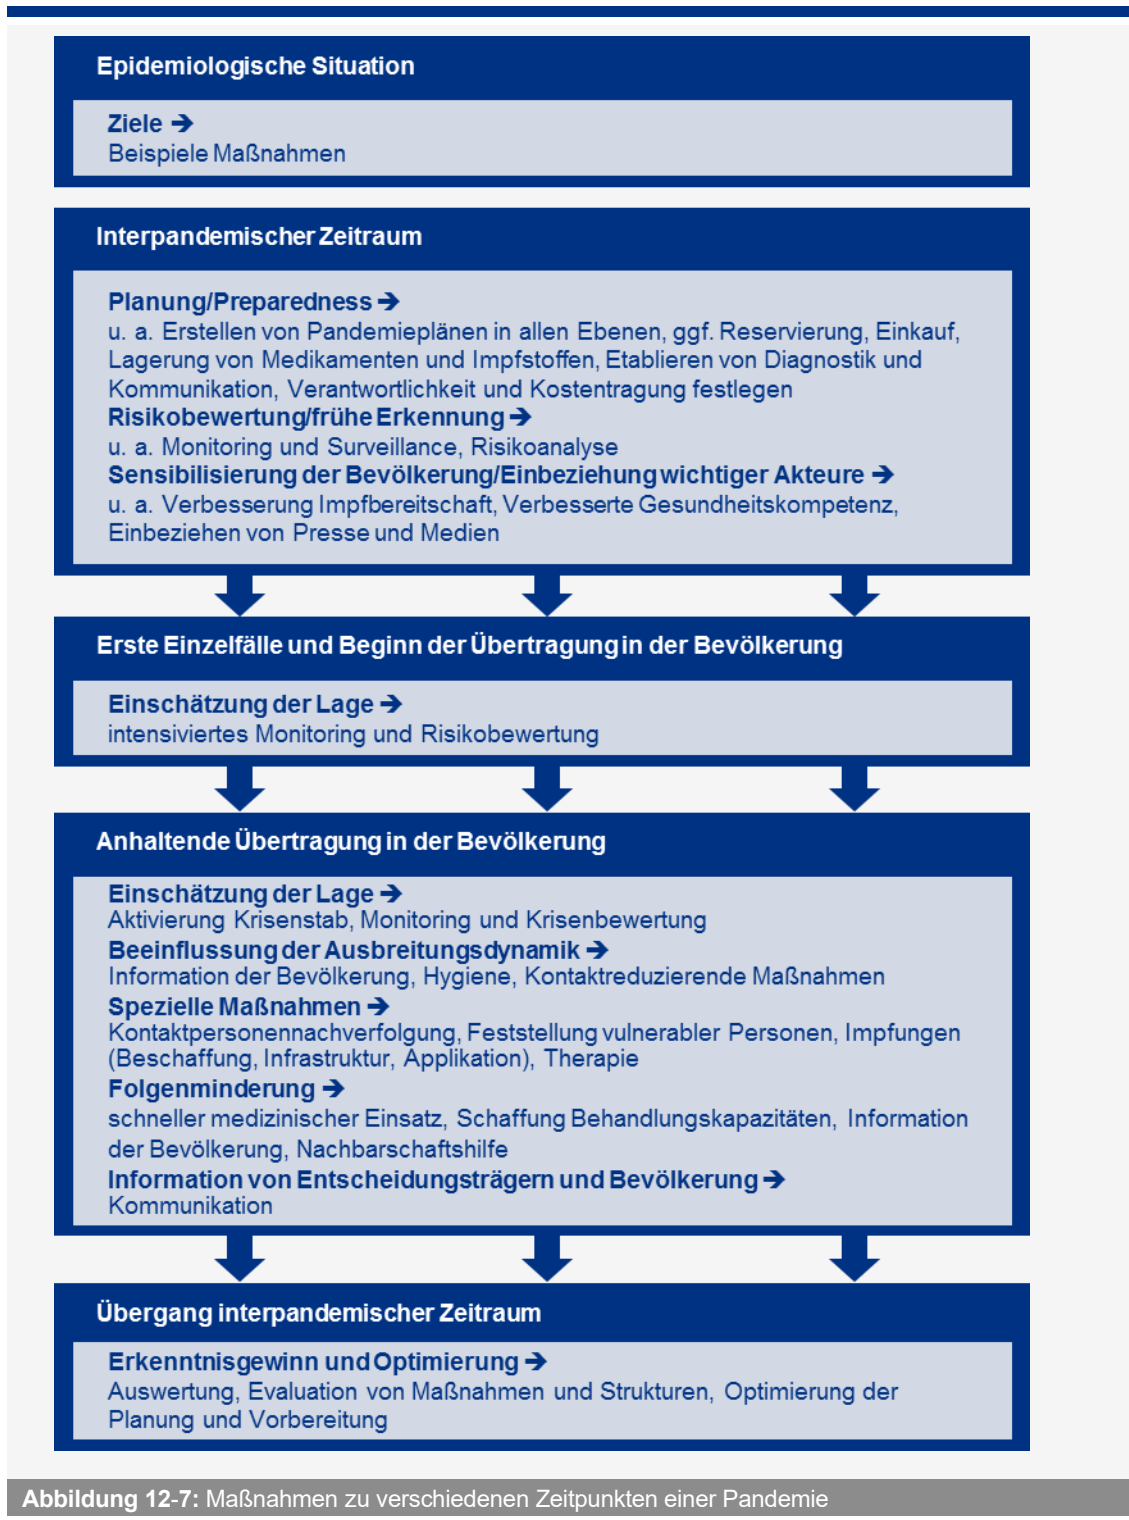 Epidemiologische Situation
Ziele ➔
Beispiele Maßnahmen
Interpandemischer Zeitraum
Planung/Preparedness ➔
u. a. Erstellen von Pandemieplänen in allen Ebenen, ggf. Reservierung, Einkauf,
Lagerung von Medikamenten und Impfstoffen, Etablieren von Diagnostik und
Kommunikation, Verantwortlichkeit und Kostentragung festlegen
Risikobewertung/frühe Erkennung ➔
u. a. Monitoring und Surveillance, Risikoanalyse
Sensibilisierung der Bevölkerung/Einbeziehung wichtiger Akteure ➔
u. a. Verbesserung Impfbereitschaft, Verbesserte Gesundheitskompetenz,
Einbeziehen von Presse und Medien
Erste Einzelfälle und Beginn der Übertragung in der Bevölkerung
Einschätzung der Lage ➔
intensiviertes Monitoring und Risikobewertung
Anhaltende Übertragung in der Bevölkerung
Einschätzung der Lage ➔
Aktivierung Krisenstab, Monitoring und Krisenbewertung
Beeinflussung der Ausbreitungsdynamik ➔
Information der Bevölkerung, Hygiene, Kontaktreduzierende Maßnahmen
Spezielle Maßnahmen ➔
Kontaktpersonennachverfolgung, Feststellung vulnerabler Personen, Impfungen
(Beschaffung, Infrastruktur, Applikation), Therapie
Folgenminderung ➔
schneller medizinischer Einsatz, Schaffung Behandlungskapazitäten, Information
der Bevölkerung, Nachbarschaftshilfe
Information von Entscheidungsträgern und Bevölkerung ➔
Kommunikation
Übergang interpandemischer Zeitraum
Erkenntnisgewinn und Optimierung ➔
Auswertung, Evaluation von Maßnahmen und Strukturen, Optimierung der
Planung und Vorbereitung
Abbildung 12-7: Maßnahmen zu verschiedenen Zeitpunkten einer Pandemie